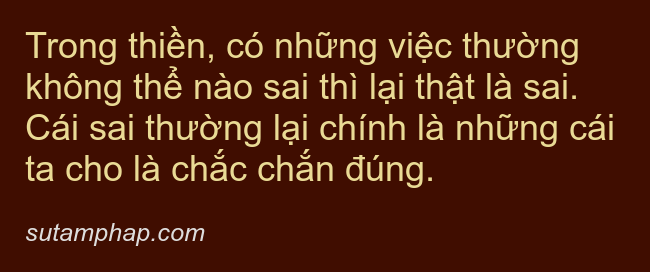 Trong thiền, có những việc thường
không thể nào sai thì lại thật là sai.
Cái sai thường lại chính là những cái
ta cho là chắc chắn đúng.
sutamphap.com